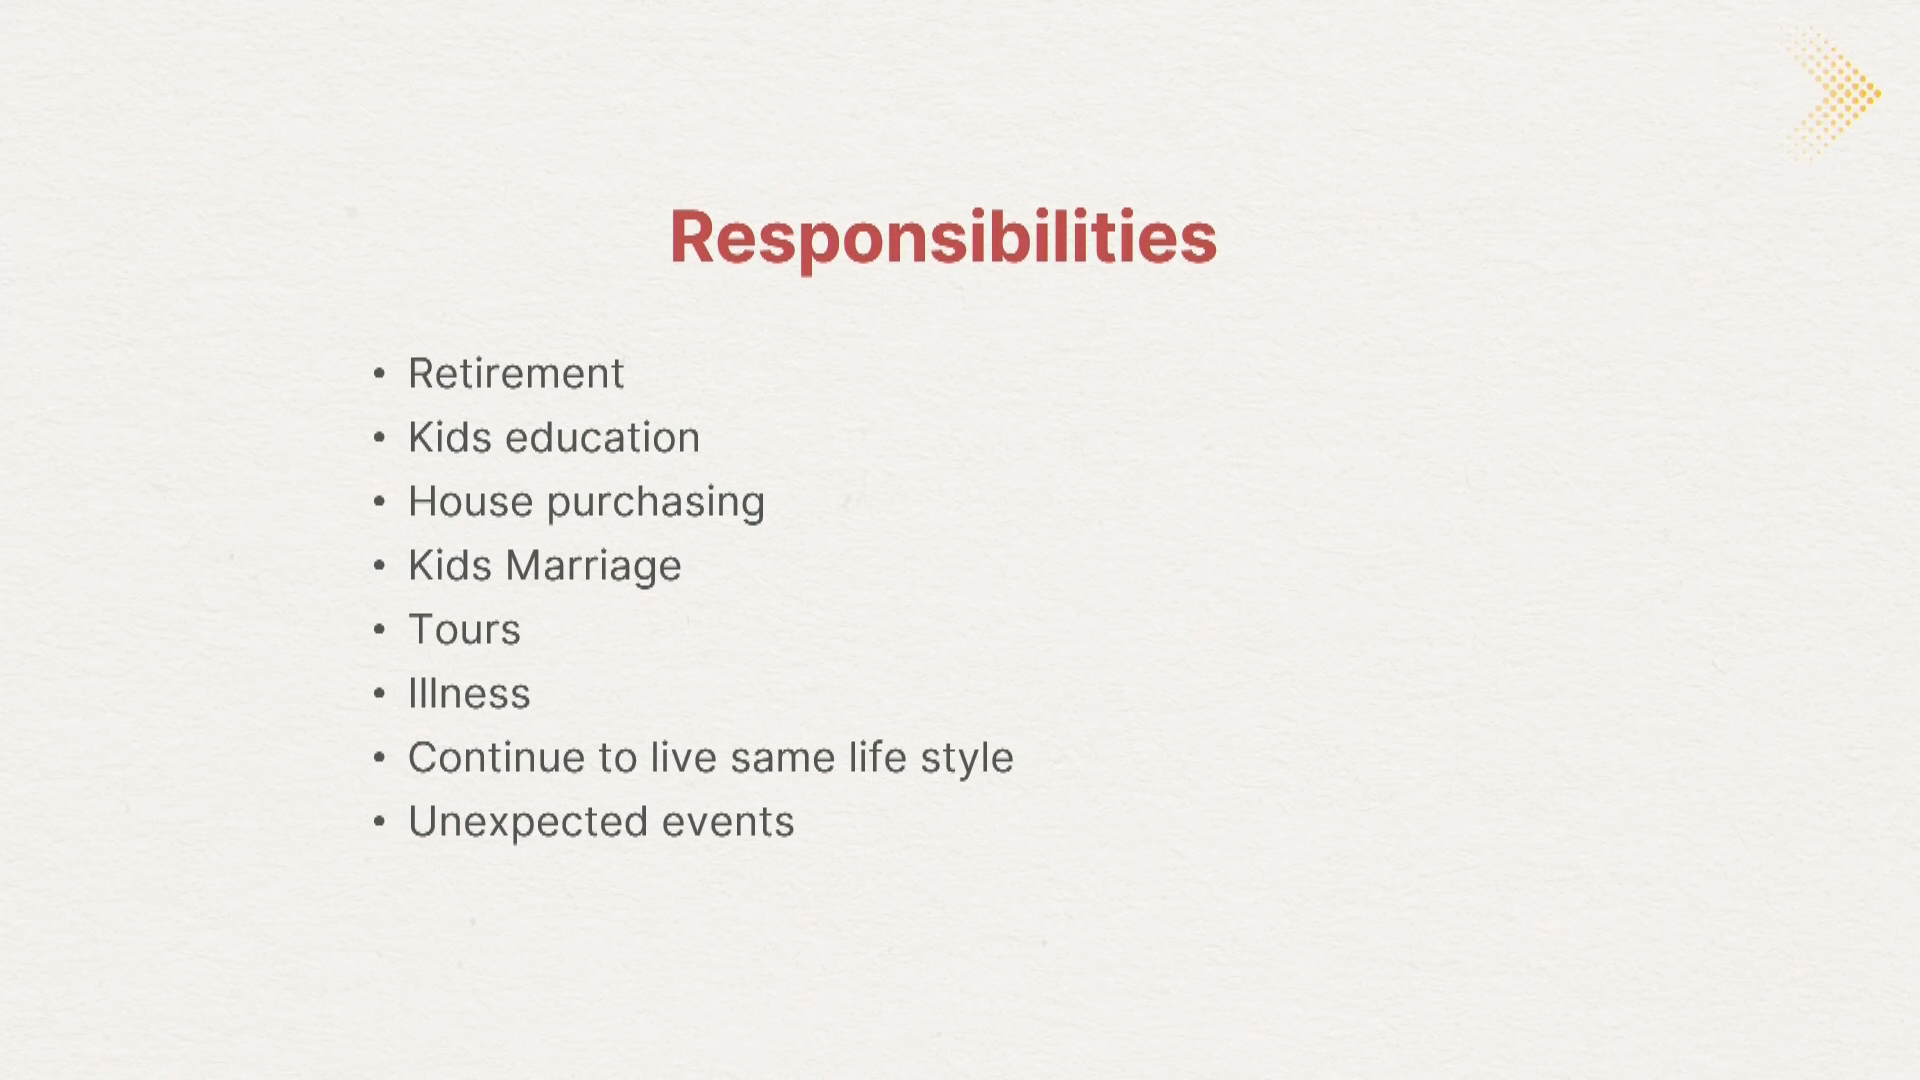 Responsibilities
• Retirement
• Kids education
• House purchasing
• Kids Marriage
• Tours
• Illness
• Continue to live same life style
• Unexpected events